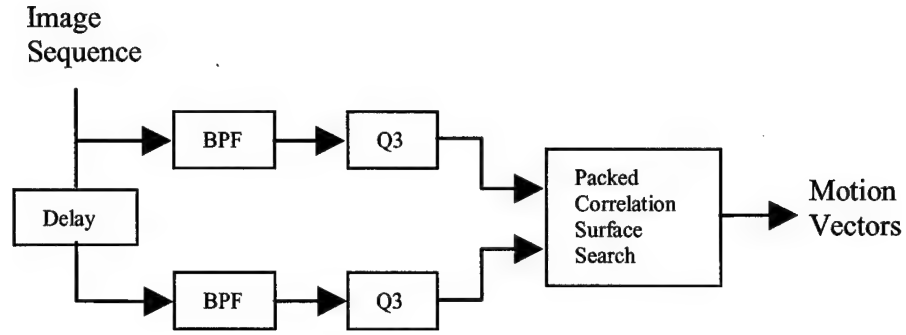 Image
Sequence
BPF
Q3
Packed
Correlation
Surface
Search
Motion
Vectors
Delay
BPF
Q3